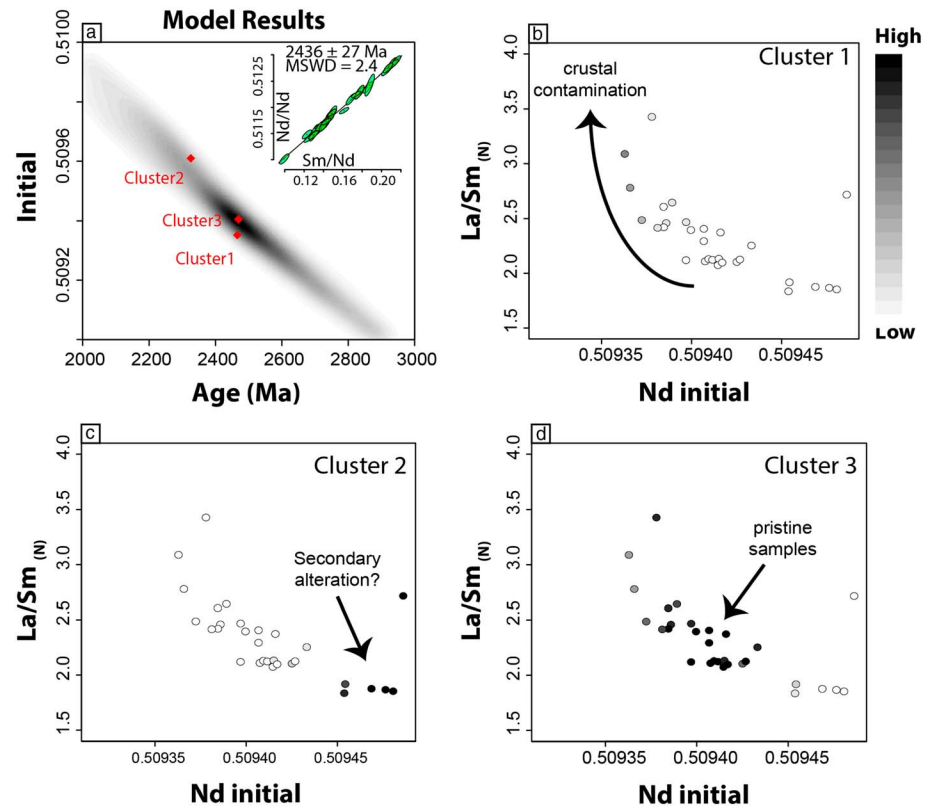 Model Results
a
0.5100
0.5096
0.5092
Initial
2000
2200
2400
2600
2800
3000
Age (Ma)
Cluster2
Cluster3
Cluster1
2436 ± 27 Ma
MSWD = 2.4
0.5125
0.5115
Nd/Nd
Sm/Nd
0.12
0.16
0.20
b
Cluster 1
crustal
contamination
4.0
3.5
3.0
2.5
2.0
1.5
La/Sm (N)
0.50935
0.50940
0.50945
Nd initial
High
Low
c
Cluster 2
Secondary
alteration?
4.0
3.5
3.0
2.5
2.0
1.5
La/Sm (N)
0.50935
0.50940
0.50945
Nd initial
d
Cluster 3
pristine
samples
4.0
3.5
3.0
2.5
2.0
1.5
La/Sm (N)
0.50935
0.50940
0.50945
Nd initial